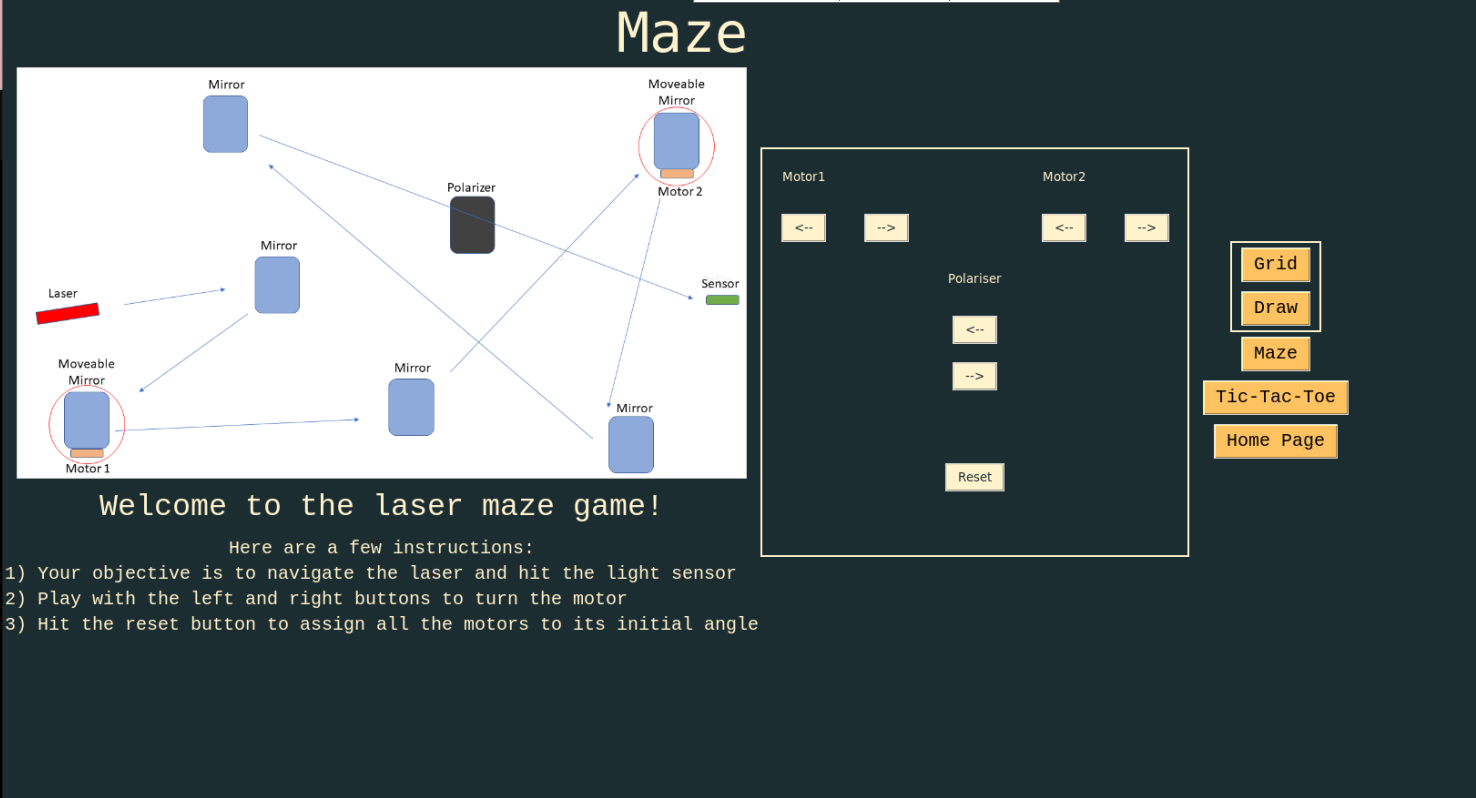 Maze
Mirror
Moveable
Mirror
Polarizer
Motor 2
Mirror
Laser
Sensor
Moveable
Mirror
Mirror
Mirror
Motor 1
Motor1
Motor2
<--
-->
<--
-->
Polariser
<--
-->
Reset
Grid
Draw
Maze
Tic-Tac-Toe
Home Page
Welcome to the laser maze game!
Here are a few instructions:
1) Your objective is to navigate the laser and hit the light sensor
2) Play with the left and right buttons to turn the motor
3) Hit the reset button to assign all the motors to its initial angle